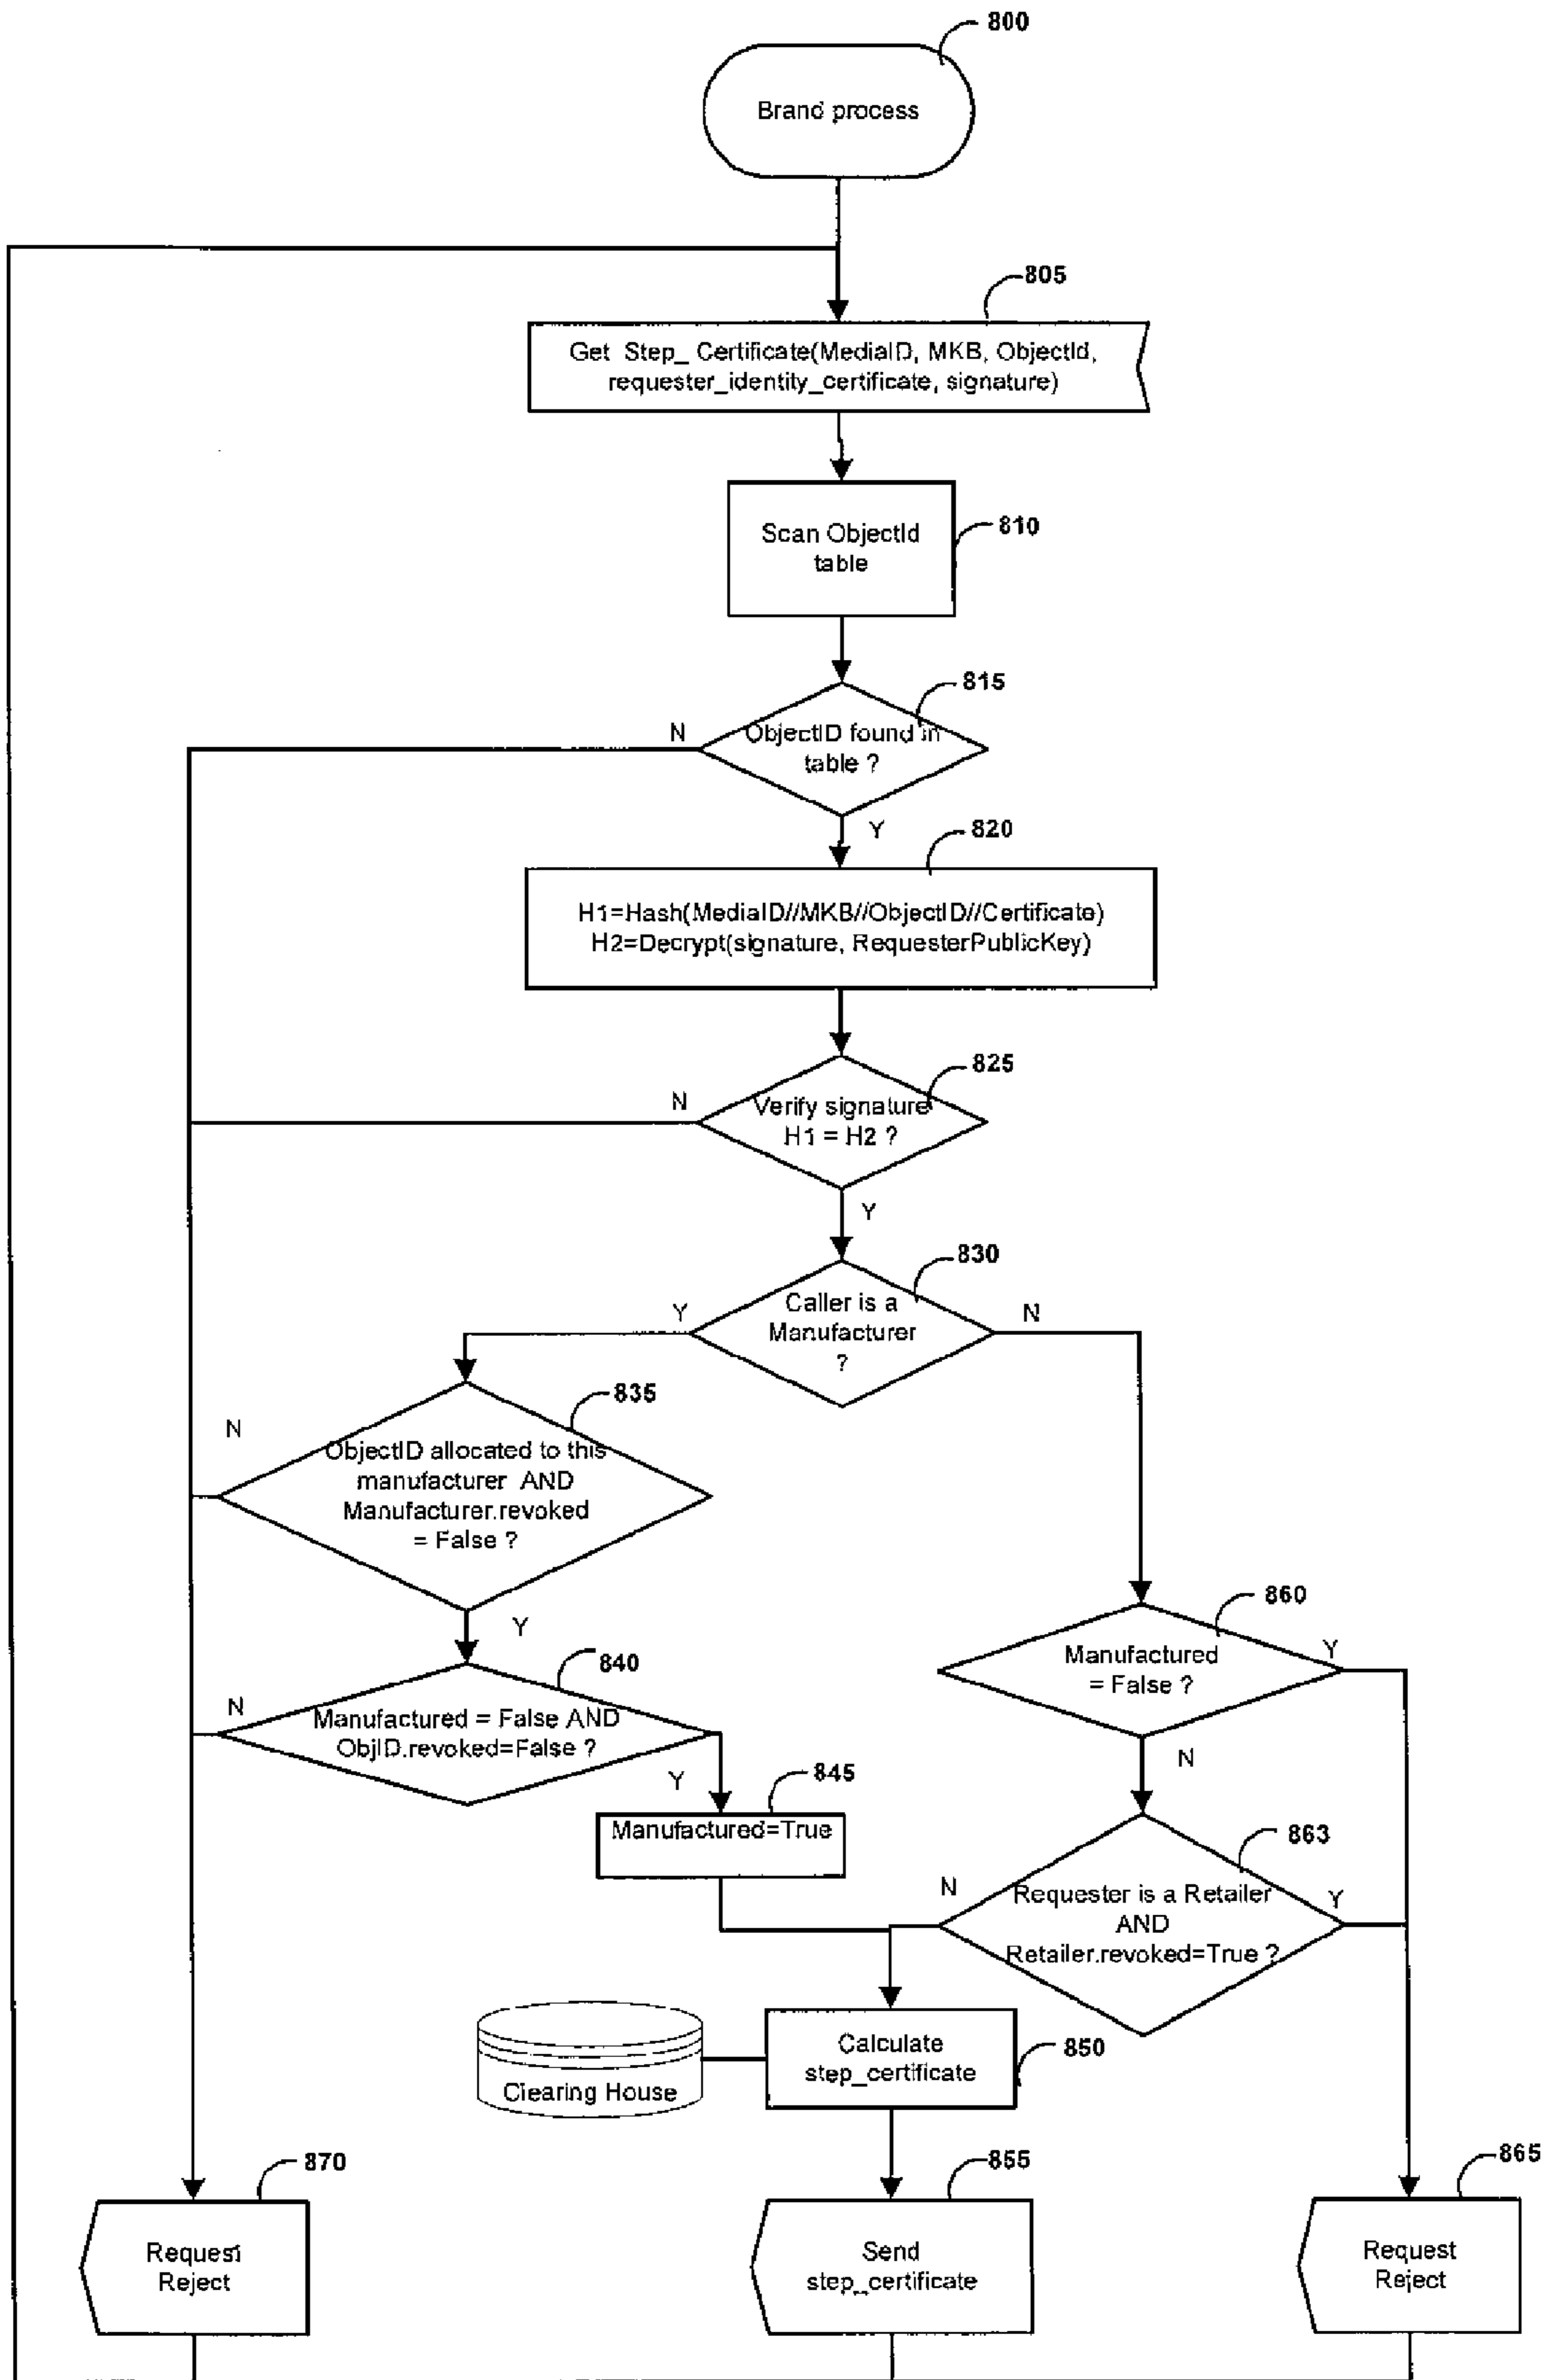 800
Brand process
805
Get_Step_ Certificate(MediaID, MKB, ObjectId,
requester_identity_certificate, signature)
Scan ObjectId
table
810
815
N
ObjectID found in
table ?
Y
820
H1=Hash(MediaID//MKB//ObjectID//Certificate)
H2=Decrypt(signature, RequesterPublicKey)
825
N
Verify signature
H1 = H2 ?
Y
830
Y
Caller is a
Manufacturer
?
N
835
N
ObjectID allocated to this
manufacturer AND
Manufacturer.revoked
= False ?
Y
860
Manufactured
= False ?
Y
N
840
N
Manufactured = False AND
ObjID.revoked=False ?
Y
845
Manufactured=True
863
N
Requester is a Retailer
AND
Retailer.revoked=True ?
Y
Clearing House
Calculate
step_certificate
850
870
Request
Reject
855
Send
step_certificate
865
Request
Reject